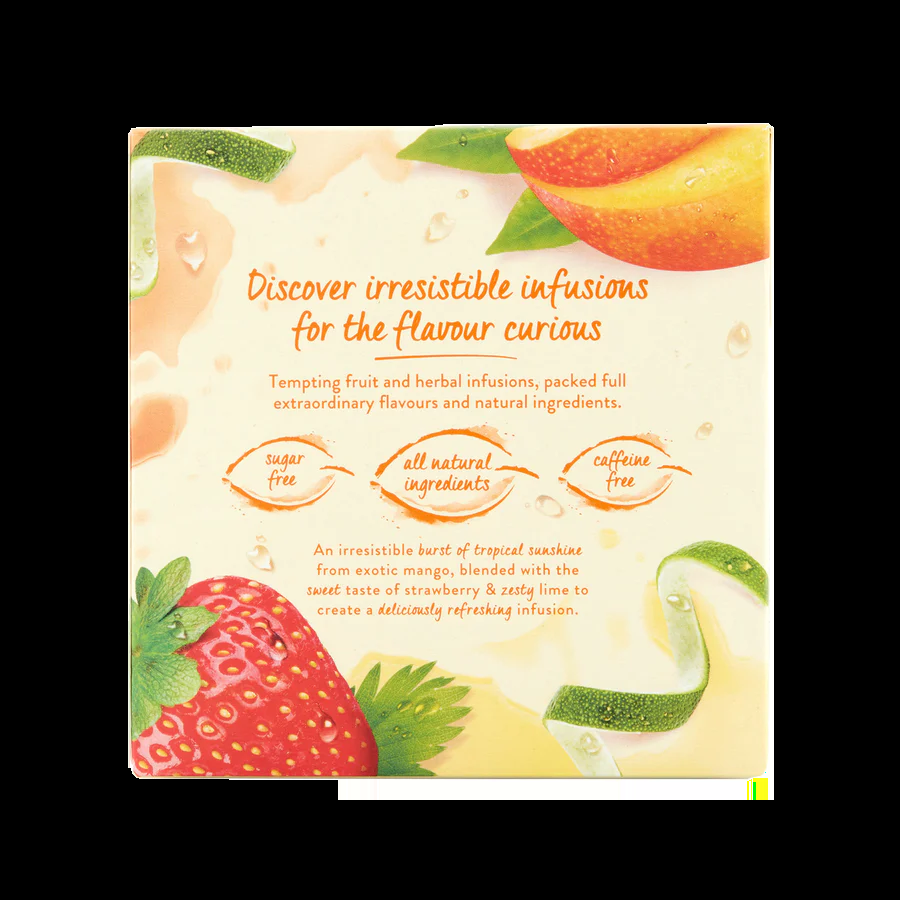 Discover irresistible infusions
for the flavour curious
Tempting fruit and herbal infusions, packed full
extraordinary flavours and natural ingredients.
sugar
free
all natural
ingredients
caffeine
free
An irresistible burst of tropical sunshine
from exotic mango, blended with the
sweet taste of strawberry & zesty lime to
create a deliciously refreshing infusion.